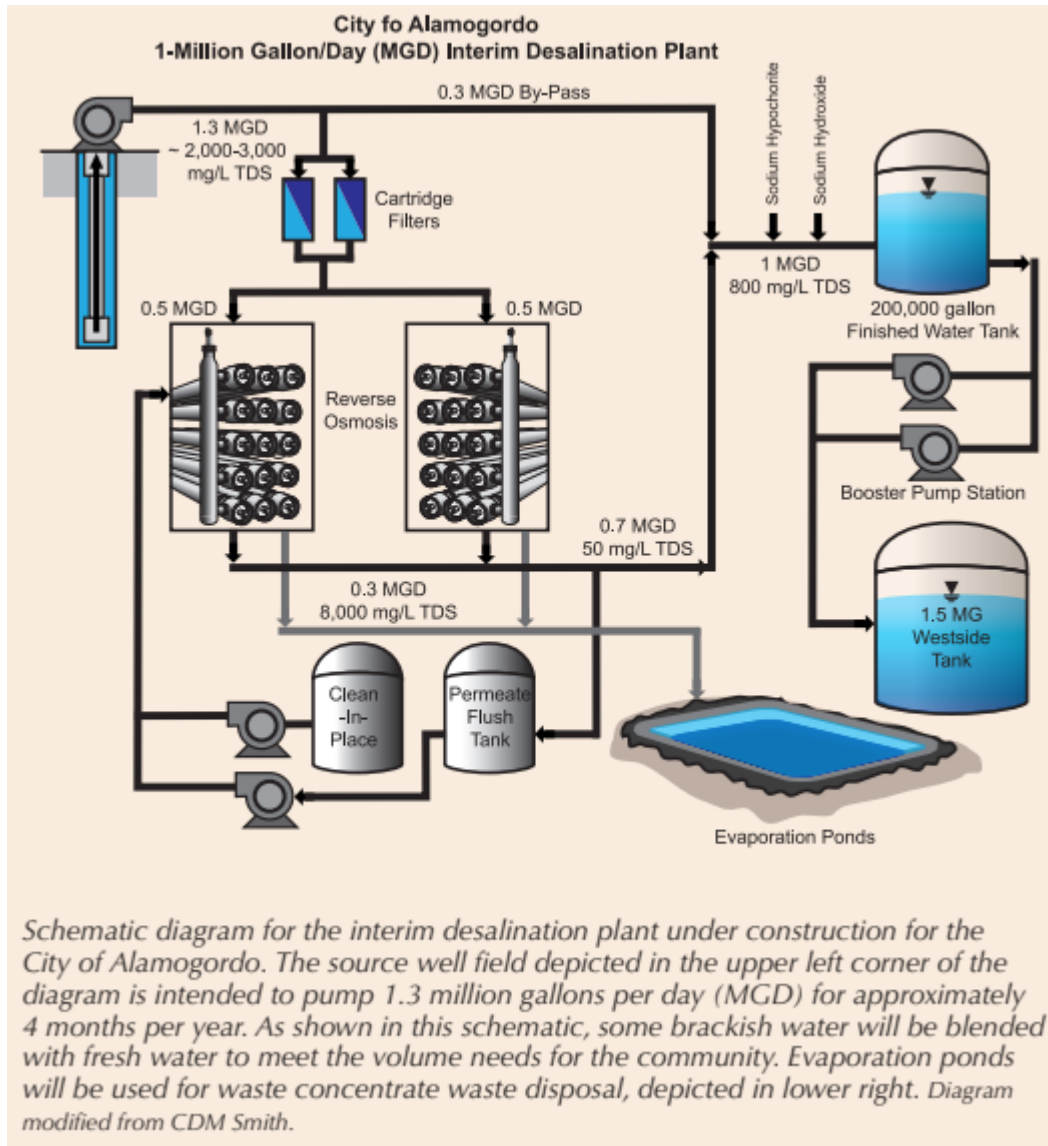 City fo Alamogordo
1-Million Gallon/Day (MGD) Interim Desalination Plant
0.3 MGD By-Pass
1.3 MGD
~ 2,000-3,000
mg/L TDS
Cartridge
Filters
Sodium Hypochorite
Sodium Hydroxide
1 MGD
800 mg/L TDS
200,000 gallon
Finished Water Tank
0.5 MGD
0.5 MGD
Reverse
Osmosis
Booster Pump Station
0.7 MGD
50 mg/L TDS
0.3 MGD
8,000 mg/L TDS
1.5 MG
Westside
Tank
Clean
-In-
Place
Permeate
Flush
Tank
Evaporation Ponds
Schematic diagram for the interim desalination plant under construction for the
City of Alamogordo. The source well field depicted in the upper left corner of the
diagram is intended to pump 1.3 million gallons per day (MGD) for approximately
4 months per year. As shown in this schematic, some brackish water will be blended
with fresh water to meet the volume needs for the community. Evaporation ponds
will be used for waste concentrate waste disposal, depicted in lower right. Diagram
modified from CDM Smith.